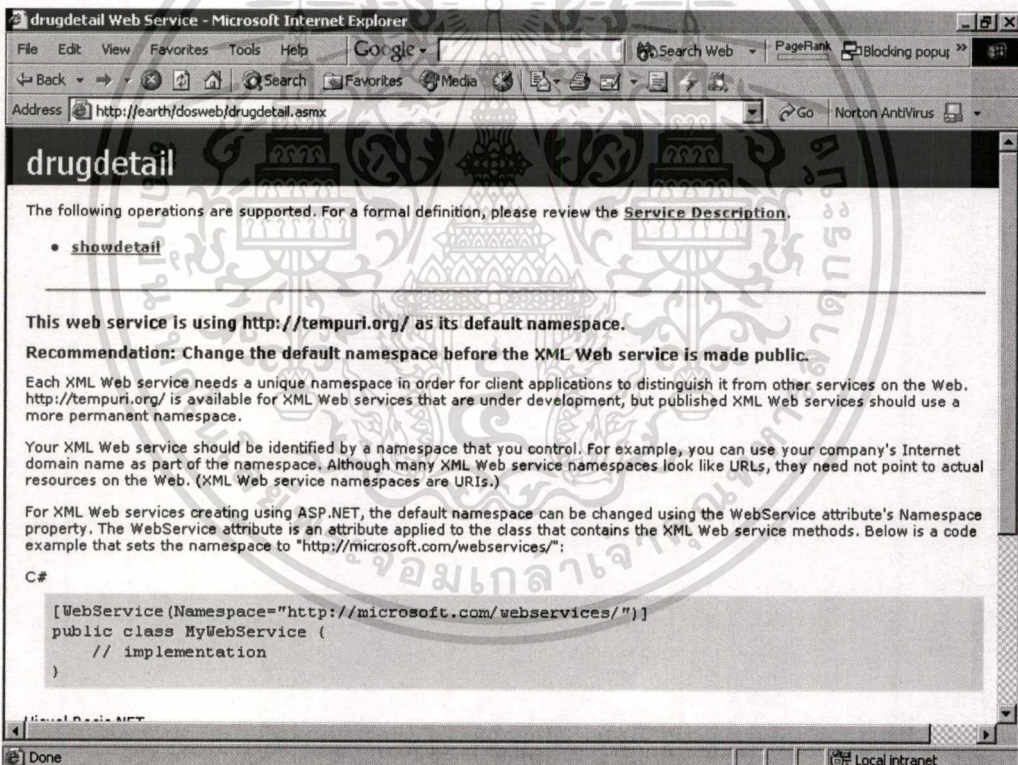 drugdetail Web Service - Microsoft Internet Explorer
File Edit View Favorites Tools Help Google Search Web PageRank Blocking popup »
Back Search Favorites Media
Address http://earth/dosweb/drugdetail.asmx Go Norton AntiVirus
drugdetail
The following operations are supported. For a formal definition, please review the Service Description.
• showdetail
This web service is using http://tempuri.org/ as its default namespace.
Recommendation: Change the default namespace before the XML Web service is made public.
Each XML Web service needs a unique namespace in order for client applications to distinguish it from other services on the Web.
http://tempuri.org/ is available for XML Web services that are under development, but published XML Web services should use a
more permanent namespace.
Your XML Web service should be identified by a namespace that you control. For example, you can use your company's Internet
domain name as part of the namespace. Although many XML Web service namespaces look like URLs, they need not point to actual
resources on the Web. (XML Web service namespaces are URIs.)
For XML Web services creating using ASP.NET, the default namespace can be changed using the WebService attribute's Namespace
property. The WebService attribute is an attribute applied to the class that contains the XML Web service methods. Below is a code
example that sets the namespace to "http://microsoft.com/webservices/":
C#
[WebService(Namespace="http://microsoft.com/webservices/")]
public class MyWebService {
// implementation
}
Visual Basic .NET
Done Local intranet